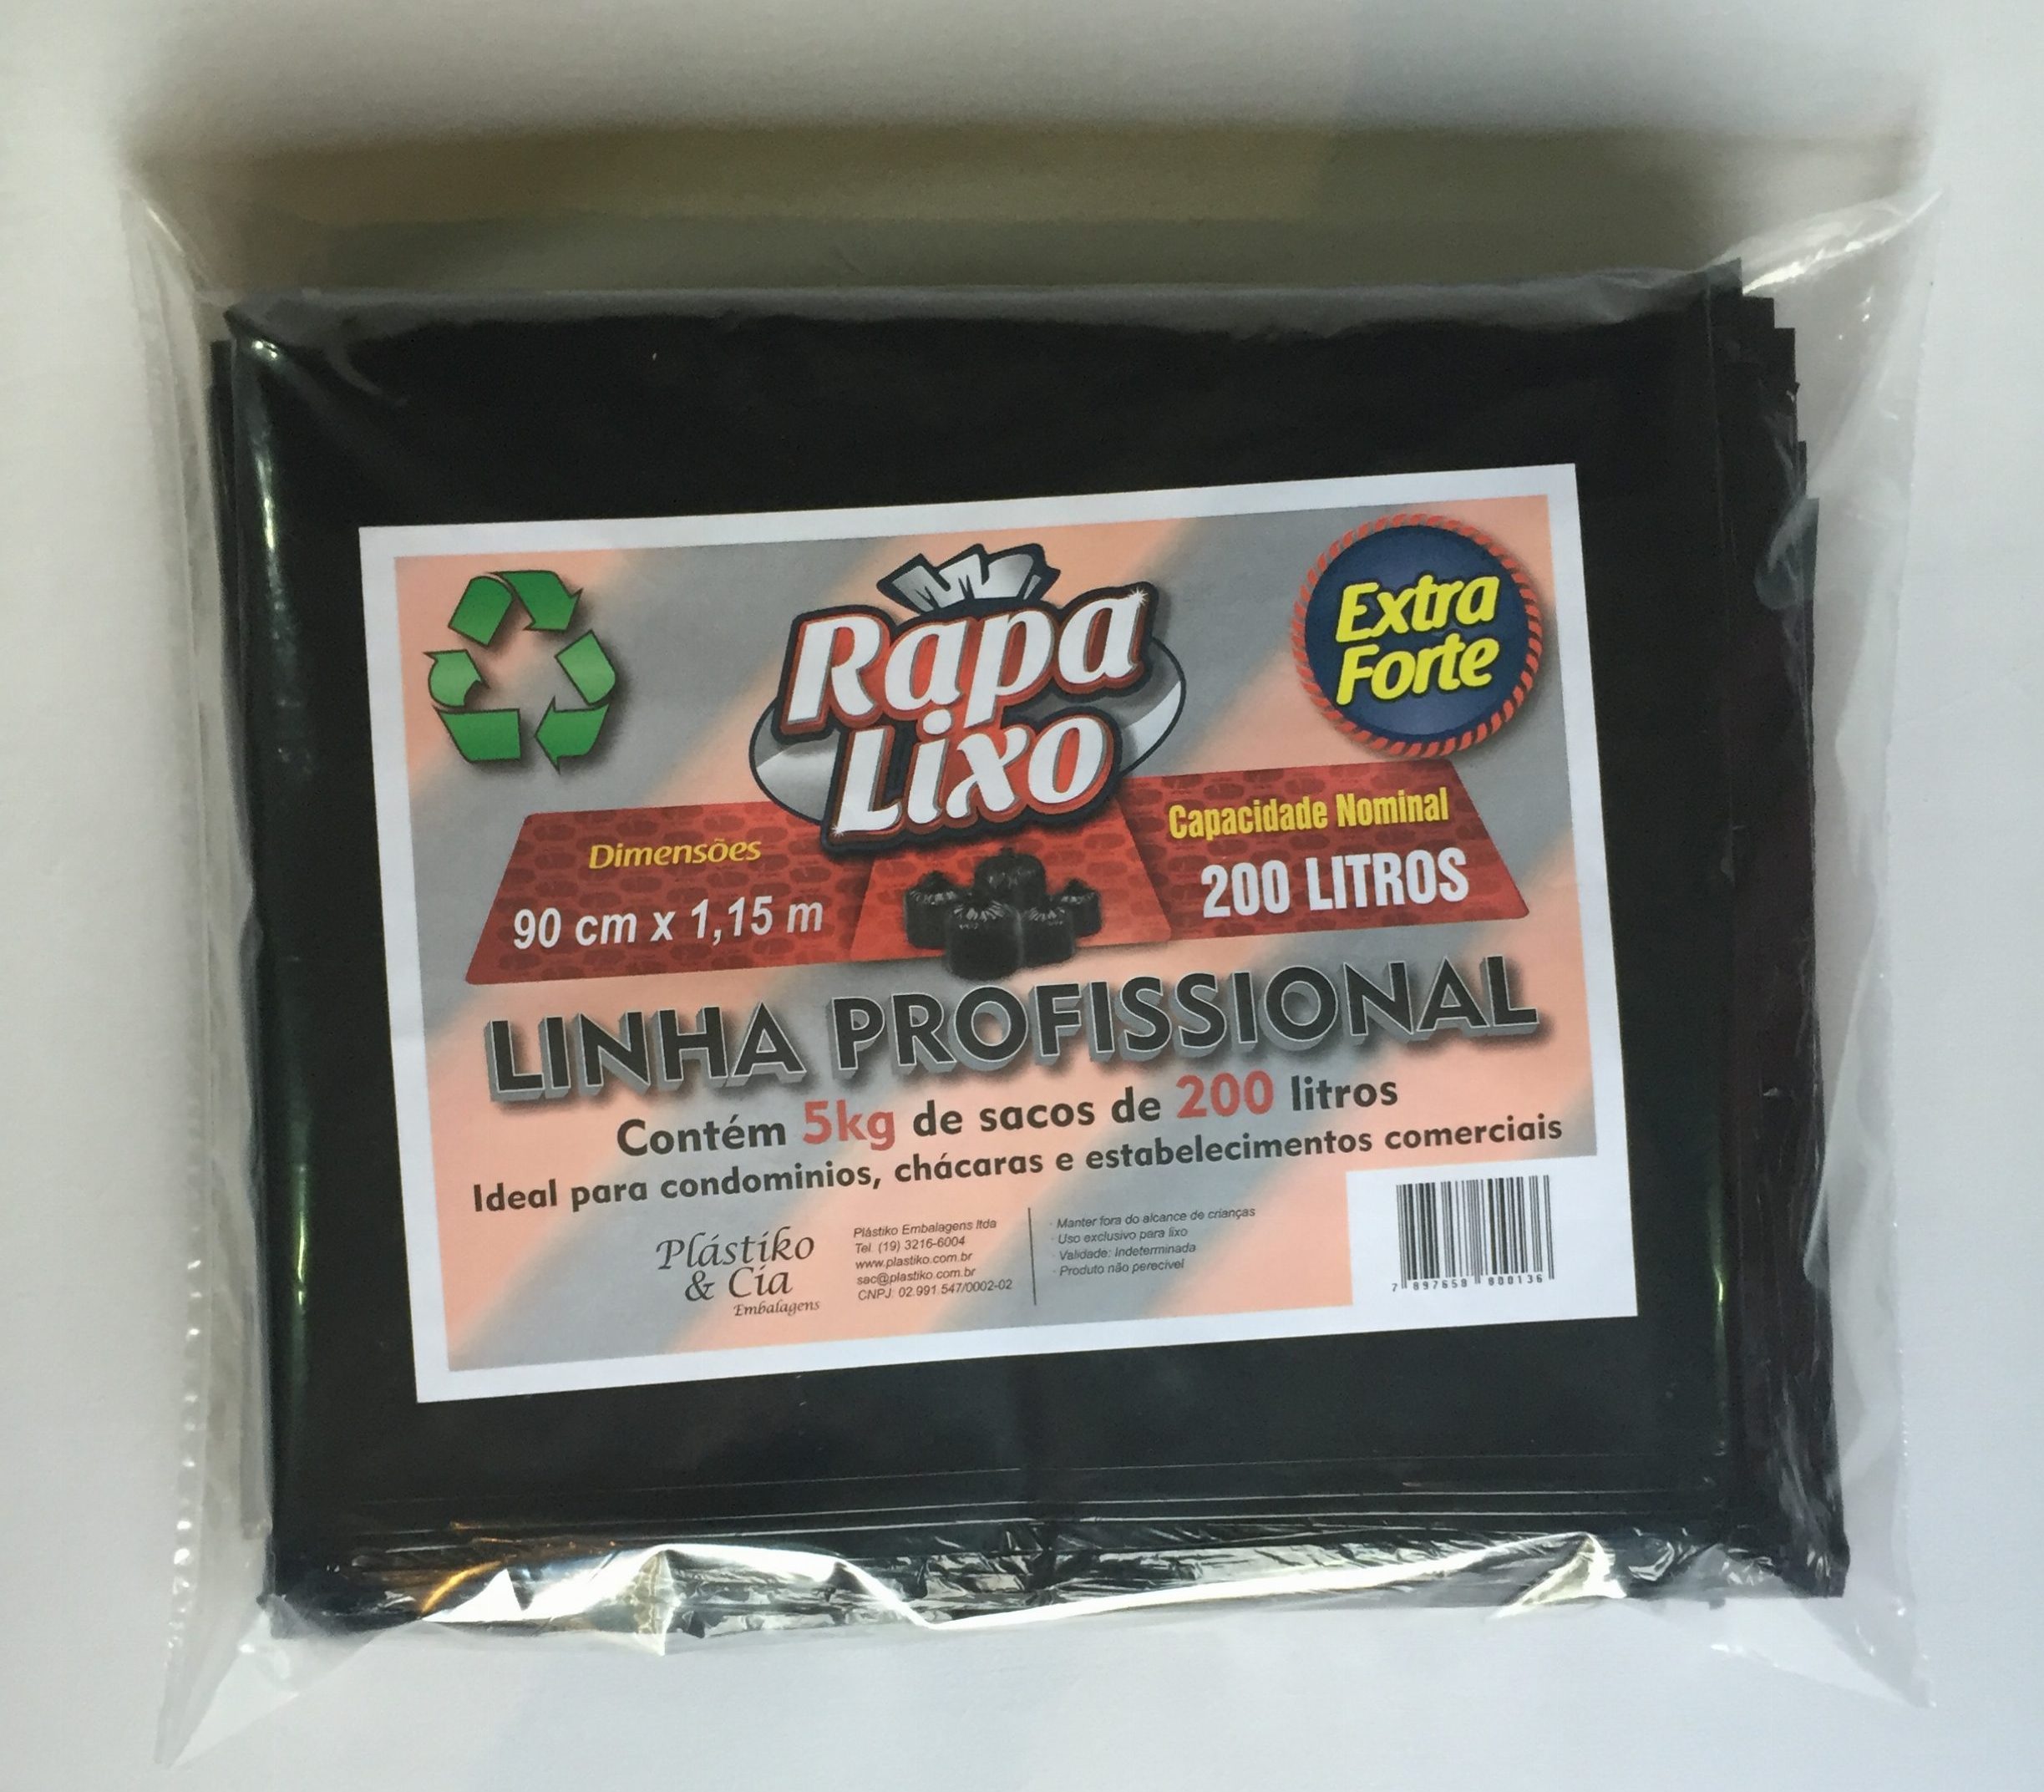 Rapa
Lixo
Extra
Forte
Dimensões
90 cm x 1,15 m
Capacidade Nominal
200 LITROS
LINHA PROFISSIONAL
Contém 5kg de sacos de 200 litros
Ideal para condominios, chácaras e estabelecimentos comerciais
Plástiko
& Cia
Embalagens
Plástiko Embalagens ltda
Tel. (19) 3216-6004
www.plastiko.com.br
sac@plastiko.com.br
CNPJ: 02.991.547/0002-02
· Manter fora do alcance de crianças
· Uso exclusivo para lixo
· Validade: Indeterminada
· Produto não perecível
7 897658 900136